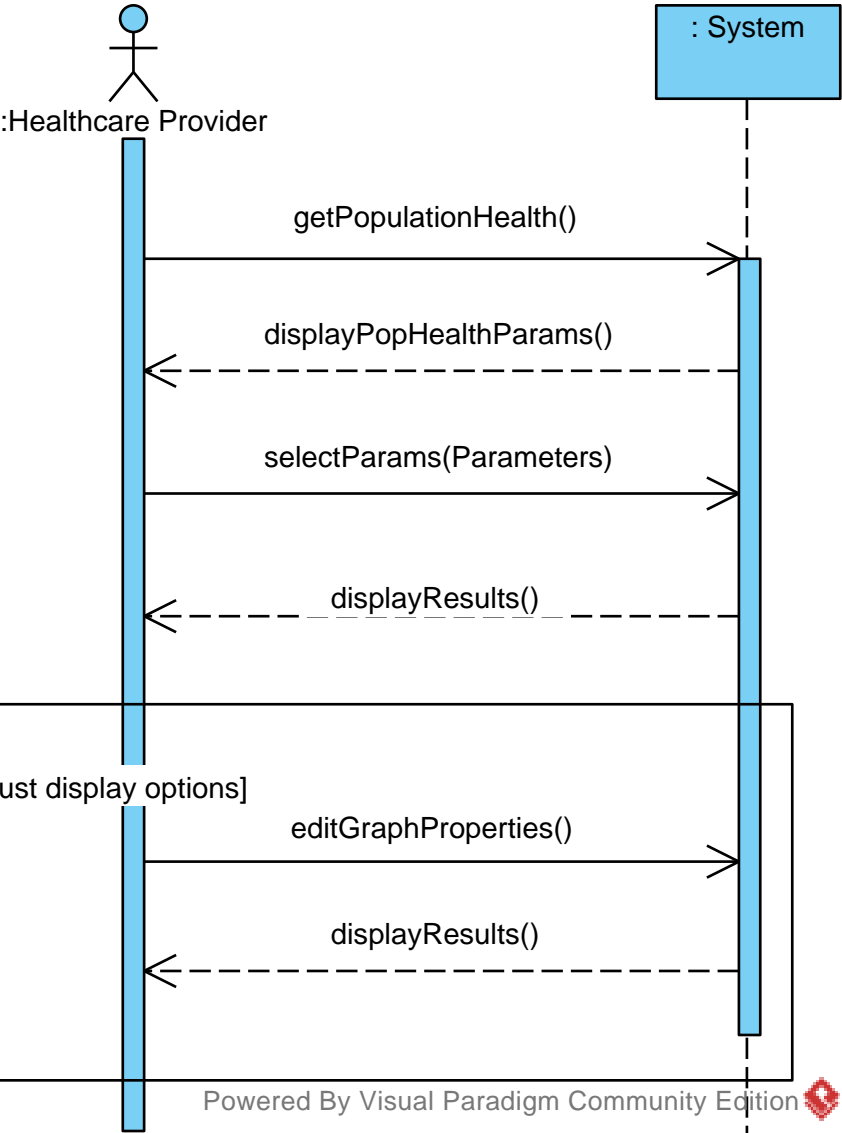 : System
:Healthcare Provider
getPopulationHealth()
displayPopHealthParams()
selectParams(Parameters)
displayResults()
ust display options]
editGraphProperties()
displayResults()
Powered By Visual Paradigm Community Edition